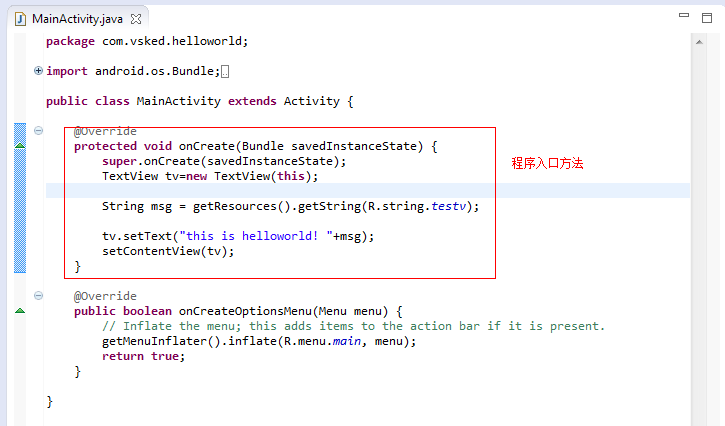 MainActivity.java
package com.vsked.helloworld;
import android.os.Bundle;
public class MainActivity extends Activity {
@Override
protected void onCreate(Bundle savedInstanceState) {
super.onCreate(savedInstanceState);
TextView tv=new TextView(this);
程序入口方法
String msg = getResources().getString(R.string.testv);
tv.setText("this is helloworld! "+msg);
setContentView(tv);
}
@Override
public boolean onCreateOptionsMenu(Menu menu) {
// Inflate the menu; this adds items to the action bar if it is present.
getMenuInflater().inflate(R.menu.main, menu);
return true;
}
}